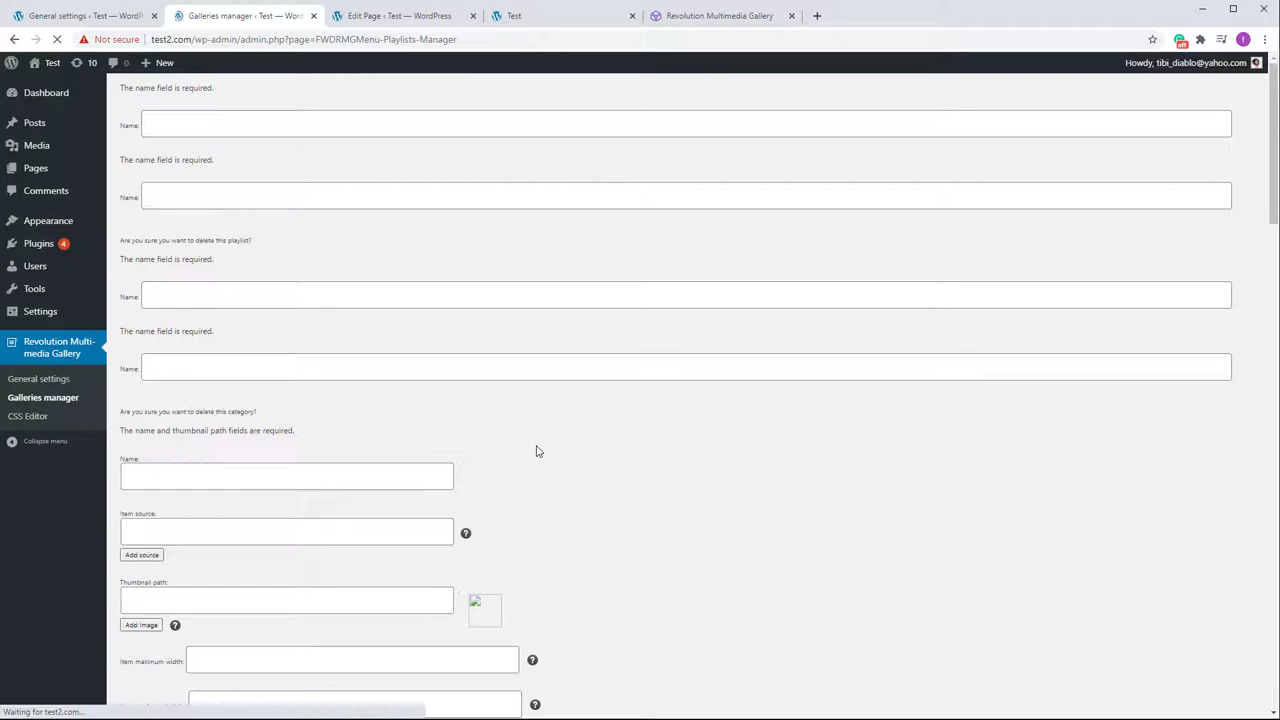 General settings ‹ Test — WordP
Galleries manager ‹ Test — Wor
Edit Page ‹ Test — WordPress
Test
Revolution Multimedia Gallery
Not secure
test2.com/wp-admin/admin.php?page=FWDRMGMenu-Playlists-Manager
off
f
Test
10
0
New
Howdy, tibi_diablo@yahoo.com
Dashboard
Posts
Media
Pages
Comments
Appearance
Plugins 4
Users
Tools
Settings
Revolution Multi-
media Gallery
General settings
Galleries manager
CSS Editor
Collapse menu
The name field is required.
Name:
The name field is required.
Name:
Are you sure you want to delete this playlist?
The name field is required.
Name:
The name field is required.
Name:
Are you sure you want to delete this category?
The name and thumbnail path fields are required.
Name:
Item source:
?
Add source
Thumbnail path:
Add image
?
Item maximum width:
?
?
Waiting for test2.com...